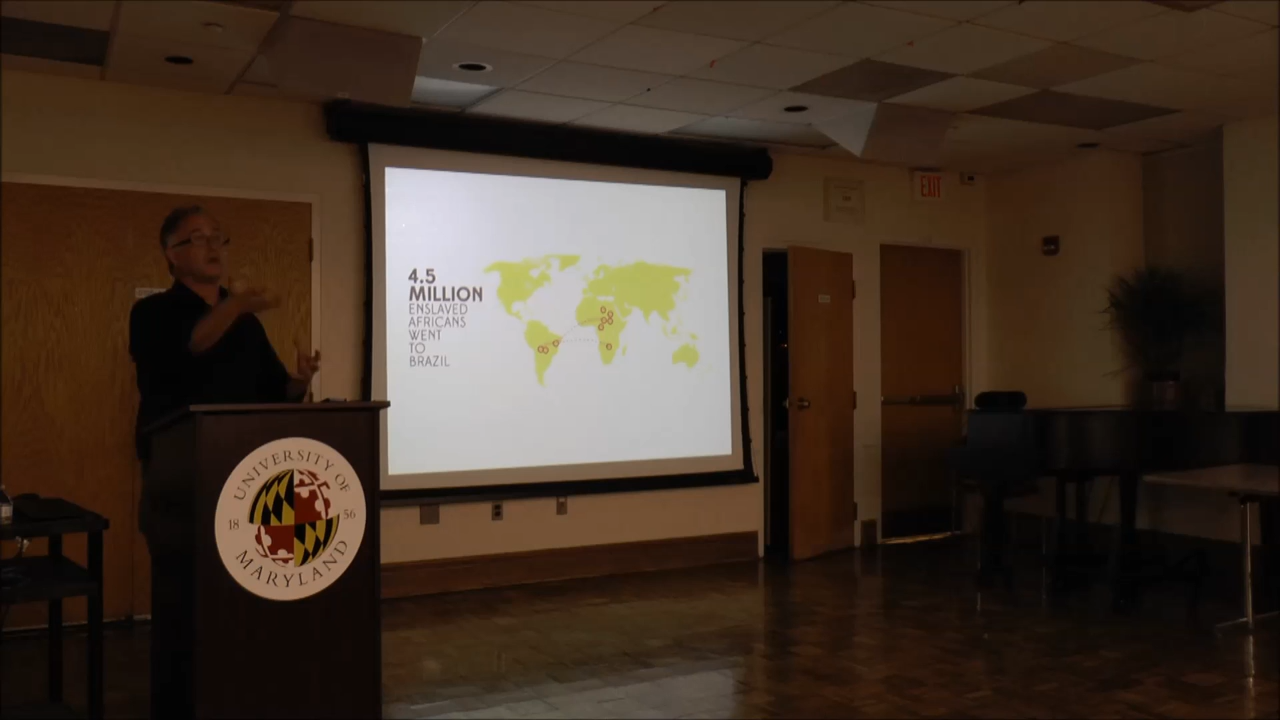 4.5
MILLION
ENSLAVED
AFRICANS
WENT
TO
BRAZIL
EXIT
UNIVERSITY OF
18 56
MARYLAND